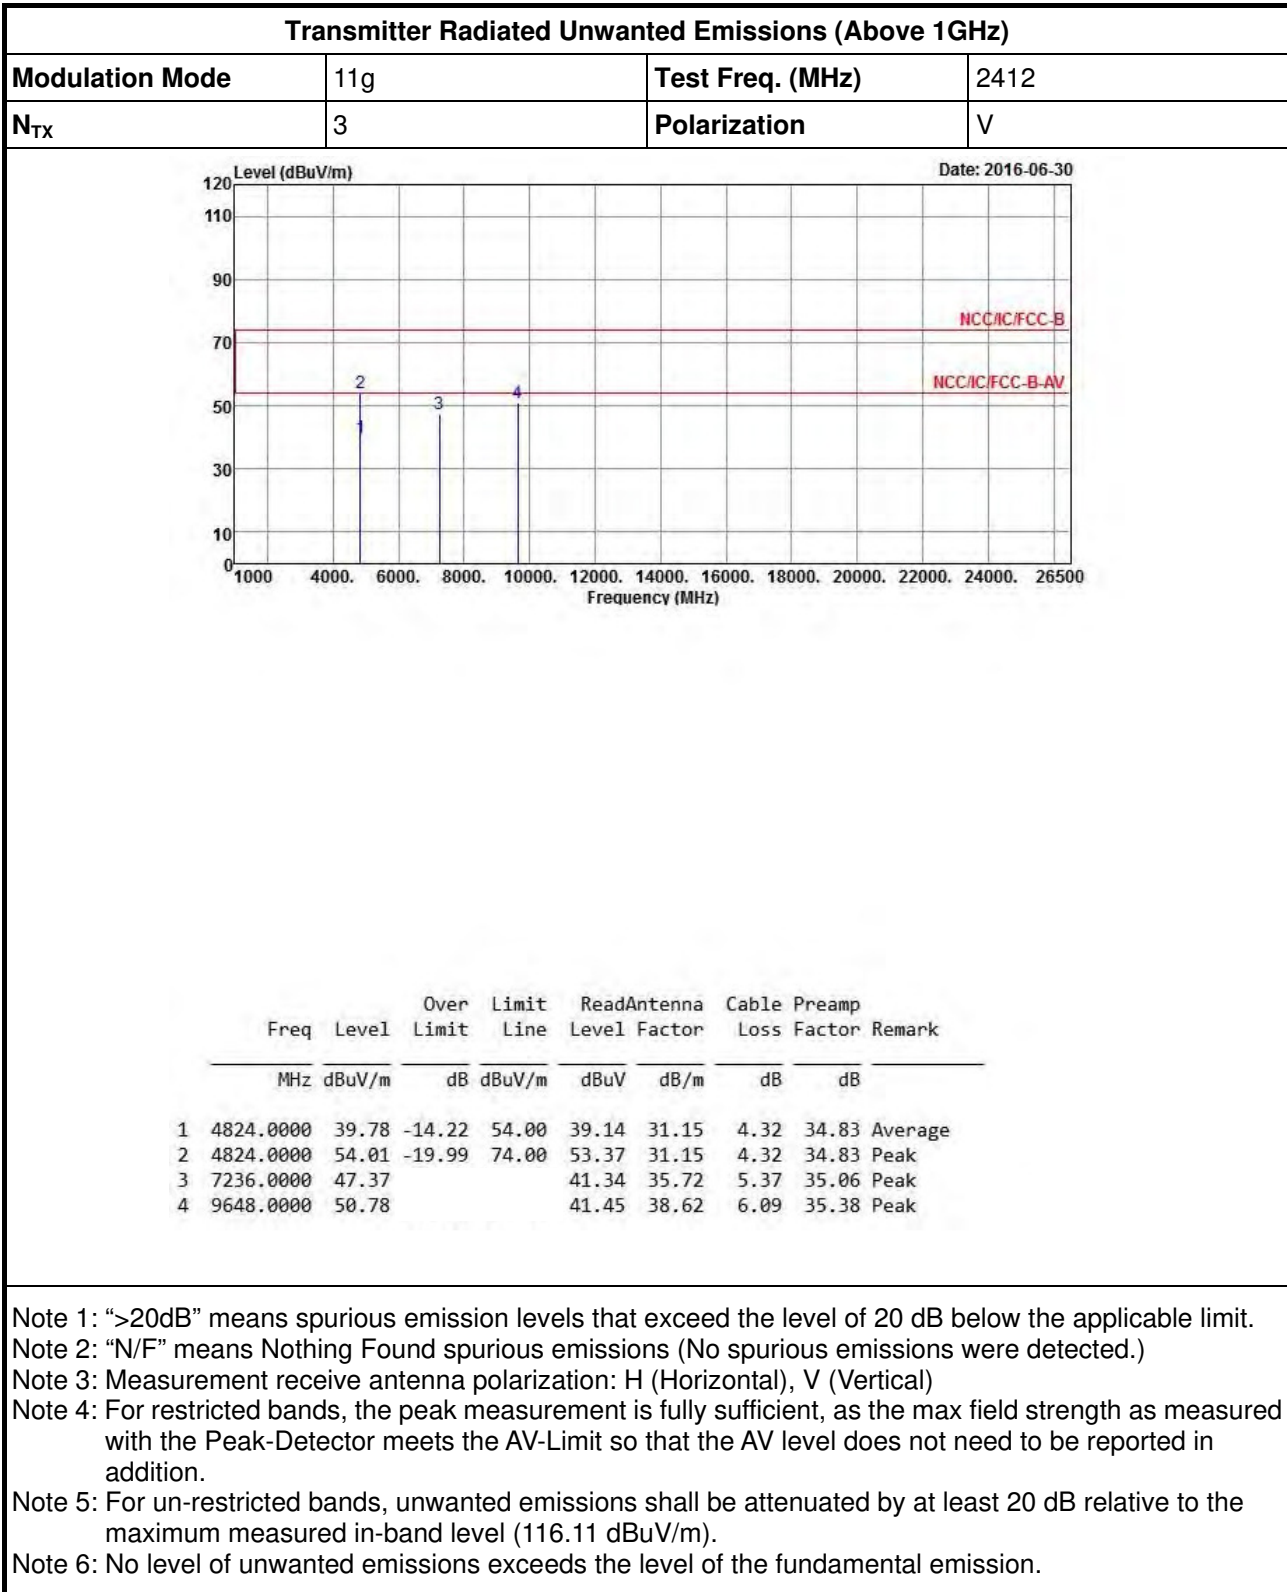 Transmitter Radiated Unwanted Emissions (Above 1GHz)
Modulation Mode 11g Test Freq. (MHz) 2412
NTX 3 Polarization V
Level (dBuV/m) Date: 2016-06-30
120
110
90
NCC/IC/FCC-B
70
NCC/IC/FCC-B-AV
2
4
3
50
1
30
10
0
1000 4000. 6000. 8000. 10000. 12000. 14000. 16000. 18000. 20000. 22000. 24000. 26500
Frequency (MHz)
Over Limit ReadAntenna Cable Preamp
Freq Level Limit Line Level Factor Loss Factor Remark
MHz dBuV/m dB dBuV/m dBuV dB/m dB dB
1 4824.0000 39.78 -14.22 54.00 39.14 31.15 4.32 34.83 Average
2 4824.0000 54.01 -19.99 74.00 53.37 31.15 4.32 34.83 Peak
3 7236.0000 47.37 41.34 35.72 5.37 35.06 Peak
4 9648.0000 50.78 41.45 38.62 6.09 35.38 Peak
Note 1: “>20dB” means spurious emission levels that exceed the level of 20 dB below the applicable limit.
Note 2: “N/F” means Nothing Found spurious emissions (No spurious emissions were detected.)
Note 3: Measurement receive antenna polarization: H (Horizontal), V (Vertical)
Note 4: For restricted bands, the peak measurement is fully sufficient, as the max field strength as measured
with the Peak-Detector meets the AV-Limit so that the AV level does not need to be reported in
addition.
Note 5: For un-restricted bands, unwanted emissions shall be attenuated by at least 20 dB relative to the
maximum measured in-band level (116.11 dBuV/m).
Note 6: No level of unwanted emissions exceeds the level of the fundamental emission.